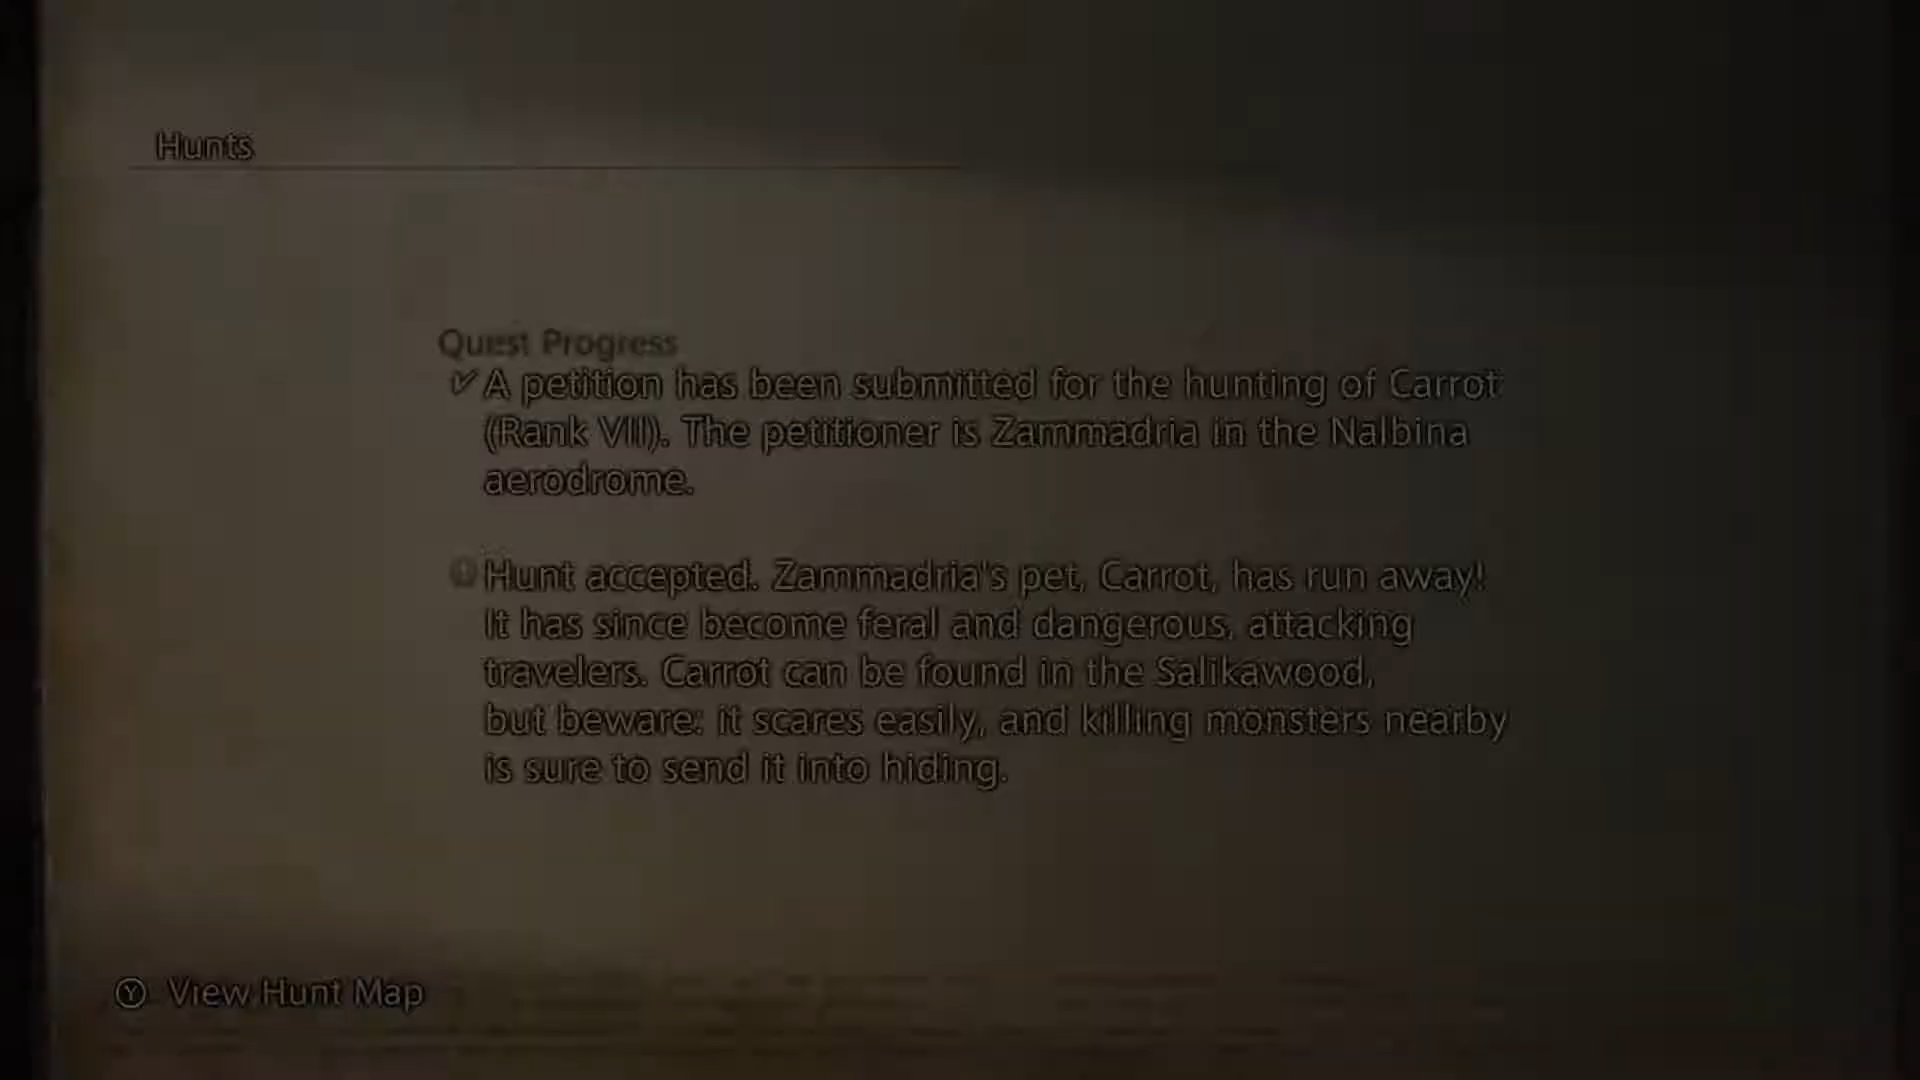 Hunts
Quest Progress
✓ A petition has been submitted for the hunting of Carrot
(Rank VII). The petitioner is Zammadria in the Nalbina
aerodrome.
Hunt accepted. Zammadria's pet, Carrot, has run away!
It has since become feral and dangerous, attacking
travelers. Carrot can be found in the Salikawood,
but beware: it scares easily, and killing monsters nearby
is sure to send it into hiding.
Ⓨ View Hunt Map